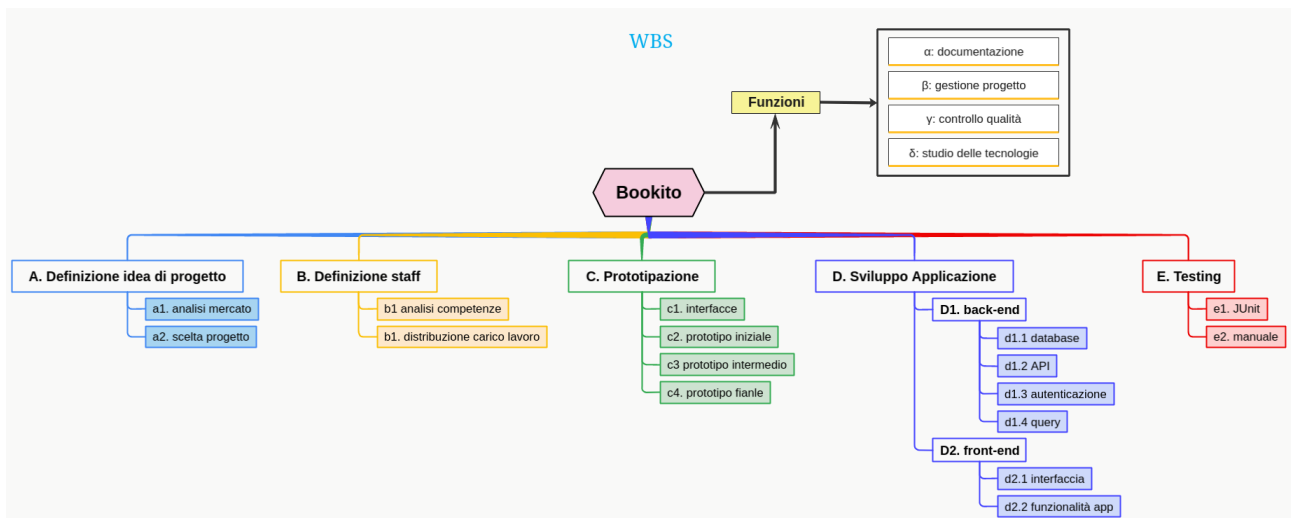 WBS
α: documentazione
β: gestione progetto
γ: controllo qualità
δ: studio delle tecnologie
Funzioni
Bookito
A. Definizione idea di progetto
a1. analisi mercato
a2. scelta progetto
B. Definizione staff
b1 analisi competenze
b1. distribuzione carico lavoro
C. Prototipazione
c1. interfacce
c2. prototipo iniziale
c3 prototipo intermedio
c4. prototipo fianle
D. Sviluppo Applicazione
D1. back-end
d1.1 database
d1.2 API
d1.3 autenticazione
d1.4 query
D2. front-end
d2.1 interfaccia
d2.2 funzionalità app
E. Testing
e1. JUnit
e2. manuale